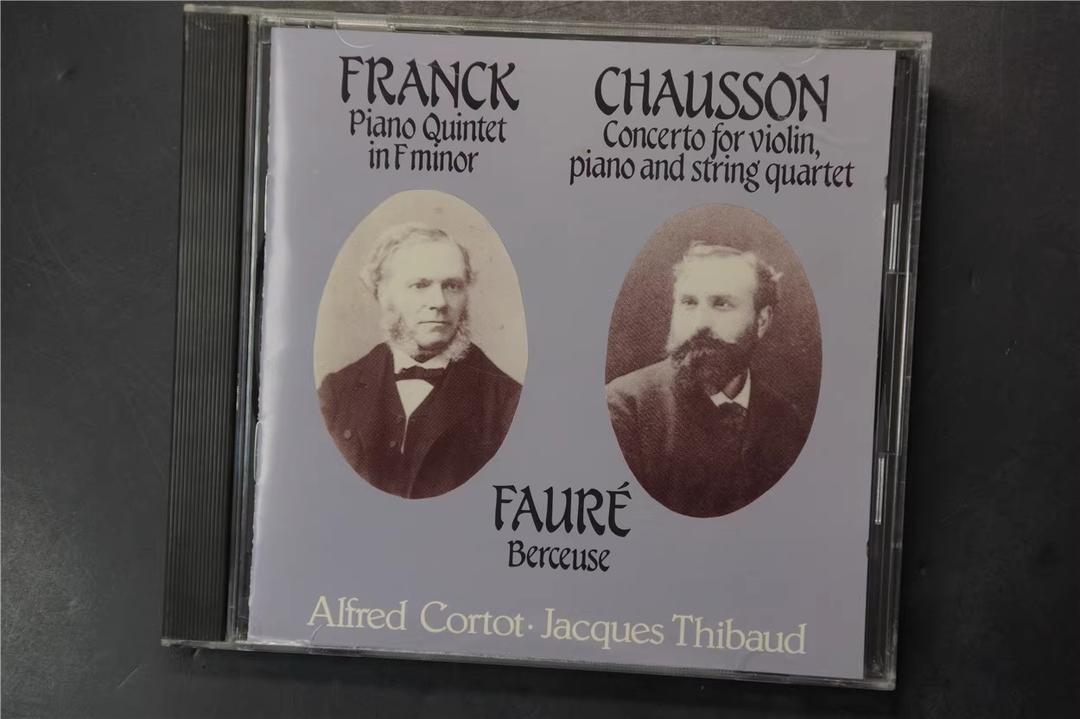 FRANCK
Piano Quintet
in F minor
CHAUSSON
Concerto for violin,
piano and string quartet
FAURÉ
Berceuse
Alfred Cortot · Jacques Thibaud